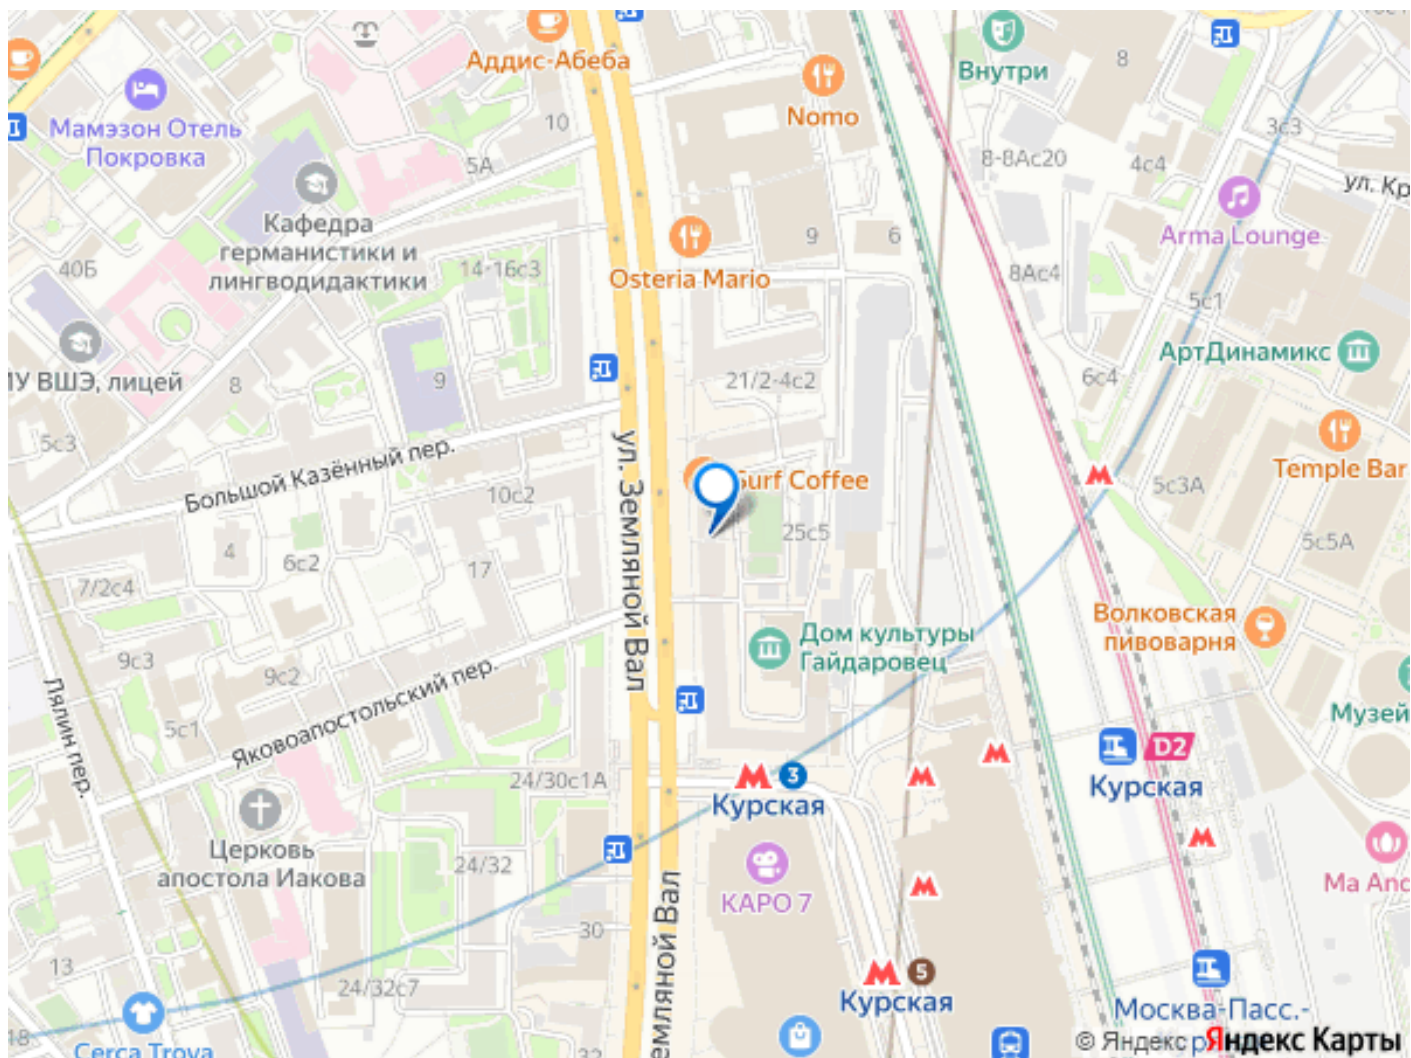 Аддис-Абеба
Внутри
8
Nomo
Мамэзон Отель
Покровка
10
5А
3с3
8-8Ас20
4с4
ул. Кр
Кафедра
германистики и
лингводидактики
40Б
14-16с3
Osteria Mario
9
6
Arma Lounge
8Ас4
5с1
АртДинамикс
6с4
1У ВШЭ, лицей
8
9
21/2-4с2
5с3
Большой Казённый пер.
ул. Земляной Вал
Surf Coffee
Temple Bar
10с2
5с3А
25с5
5с5А
4
6с2
17
7/2с4
Волковская
пивоварня
Дом культуры
Гайдаровец
9с3
9с2
Яковоапостольский пер.
Лялин пер.
5с1
Музей
D2
Курская
24/30с1А
3
Курская
Церковь
апостола Иакова
24/32
КАРО 7
Ma Anc
Земляной Вал
30
13
24/32с7
5
Курская
Москва-Пасс.-
18
Cerca Trova
32
© Яндекс Яндекс Карты